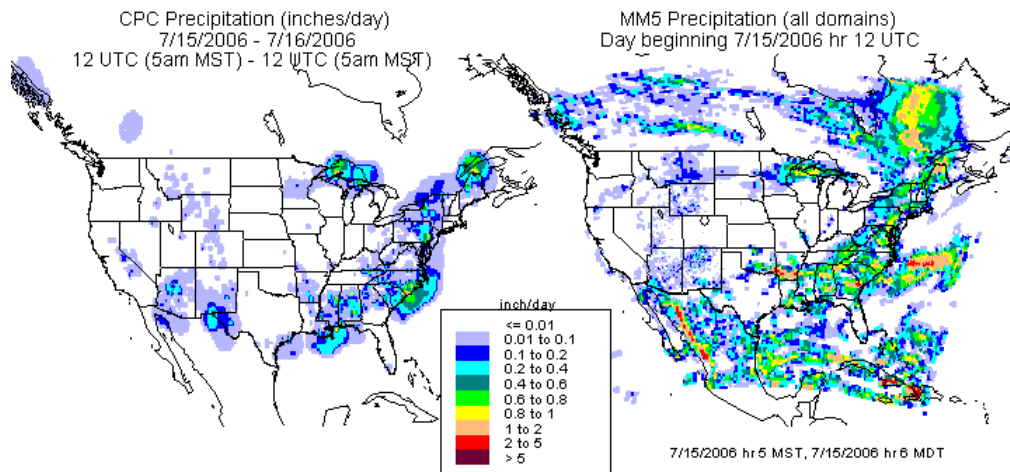 CPC Precipitation (inches/day)
7/15/2006 - 7/16/2006
12 UTC (5am MST) - 12 UTC (5am MST)
MM5 Precipitation (all domains)
Day beginning 7/15/2006 hr 12 UTC
inch/day
<= 0.01
0.01 to 0.1
0.1 to 0.2
0.2 to 0.4
0.4 to 0.6
0.6 to 0.8
0.8 to 1
1 to 2
2 to 5
> 5
7/15/2006 hr 5 MST, 7/15/2006 hr 6 MDT